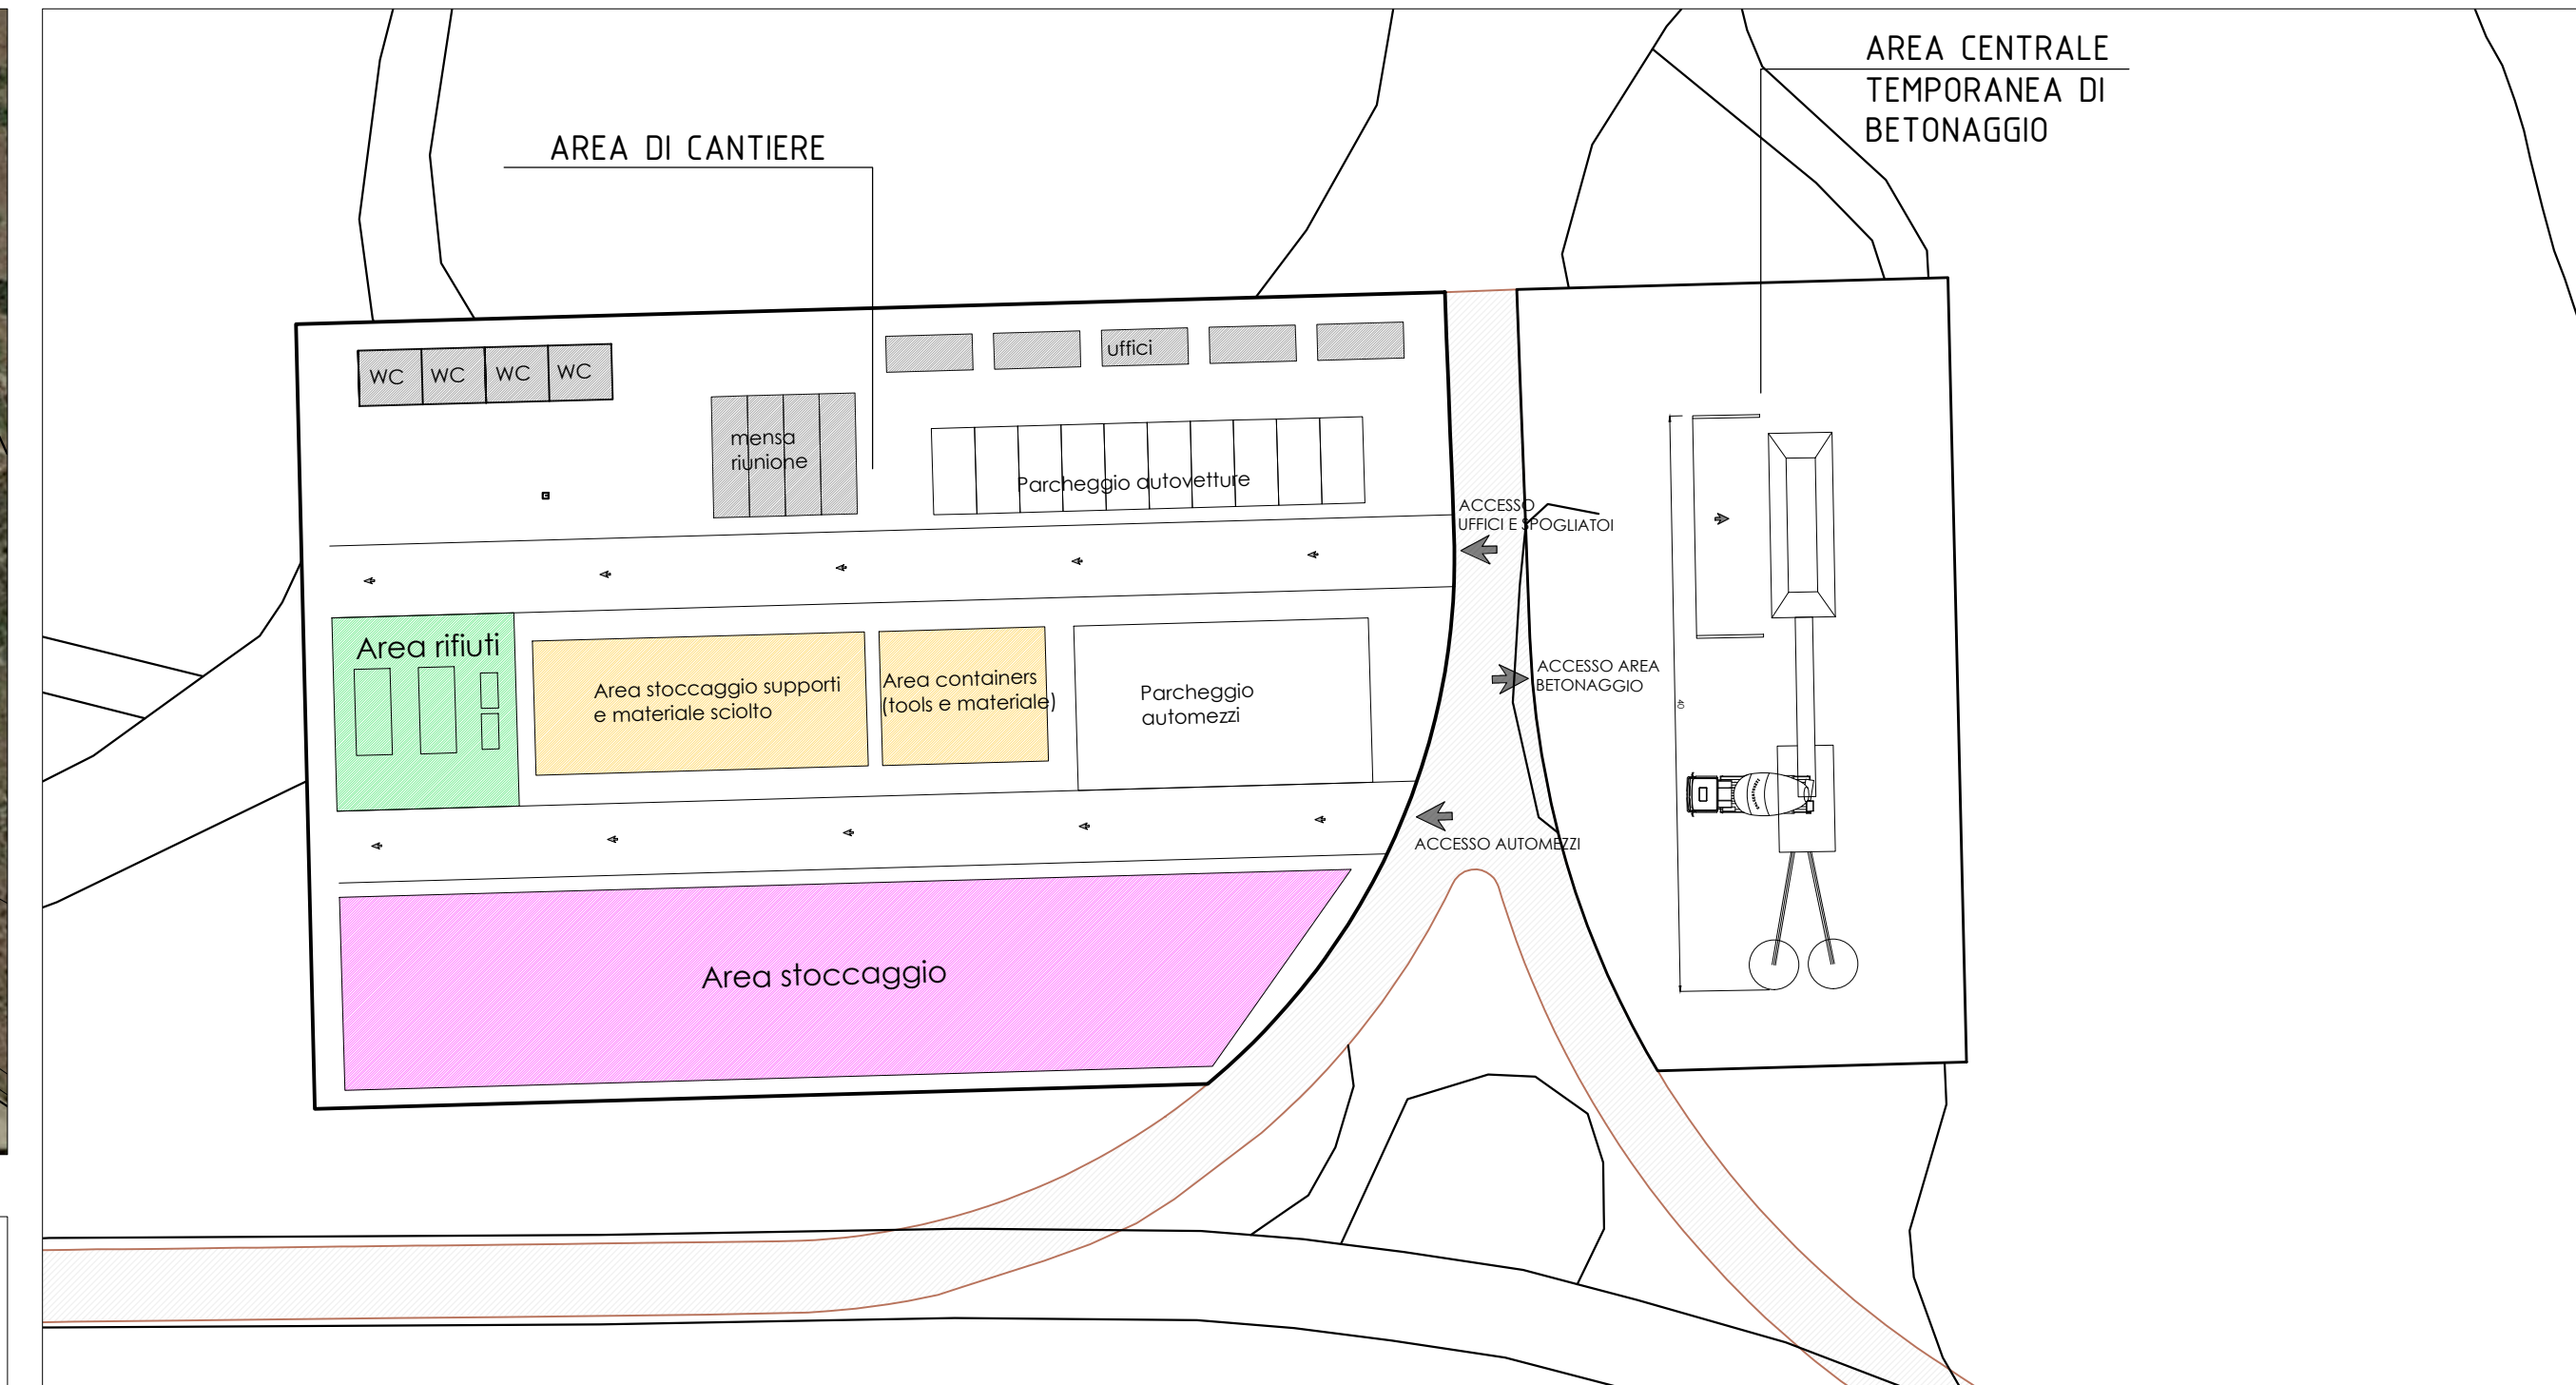 AREA CENTRALE
TEMPORANEA DI
BETONAGGIO
AREA DI CANTIERE
WC WC WC WC
uffici
mensa
riunione
Parcheggio autovetture
ACCESSO
UFFICI E SPOGLIATOI
Area rifiuti
Area stoccaggio supporti
e materiale sciolto
Area containers
(tools e materiale)
Parcheggio
automezzi
ACCESSO AREA
BETONAGGIO
40
ACCESSO AUTOMEZZI
Area stoccaggio